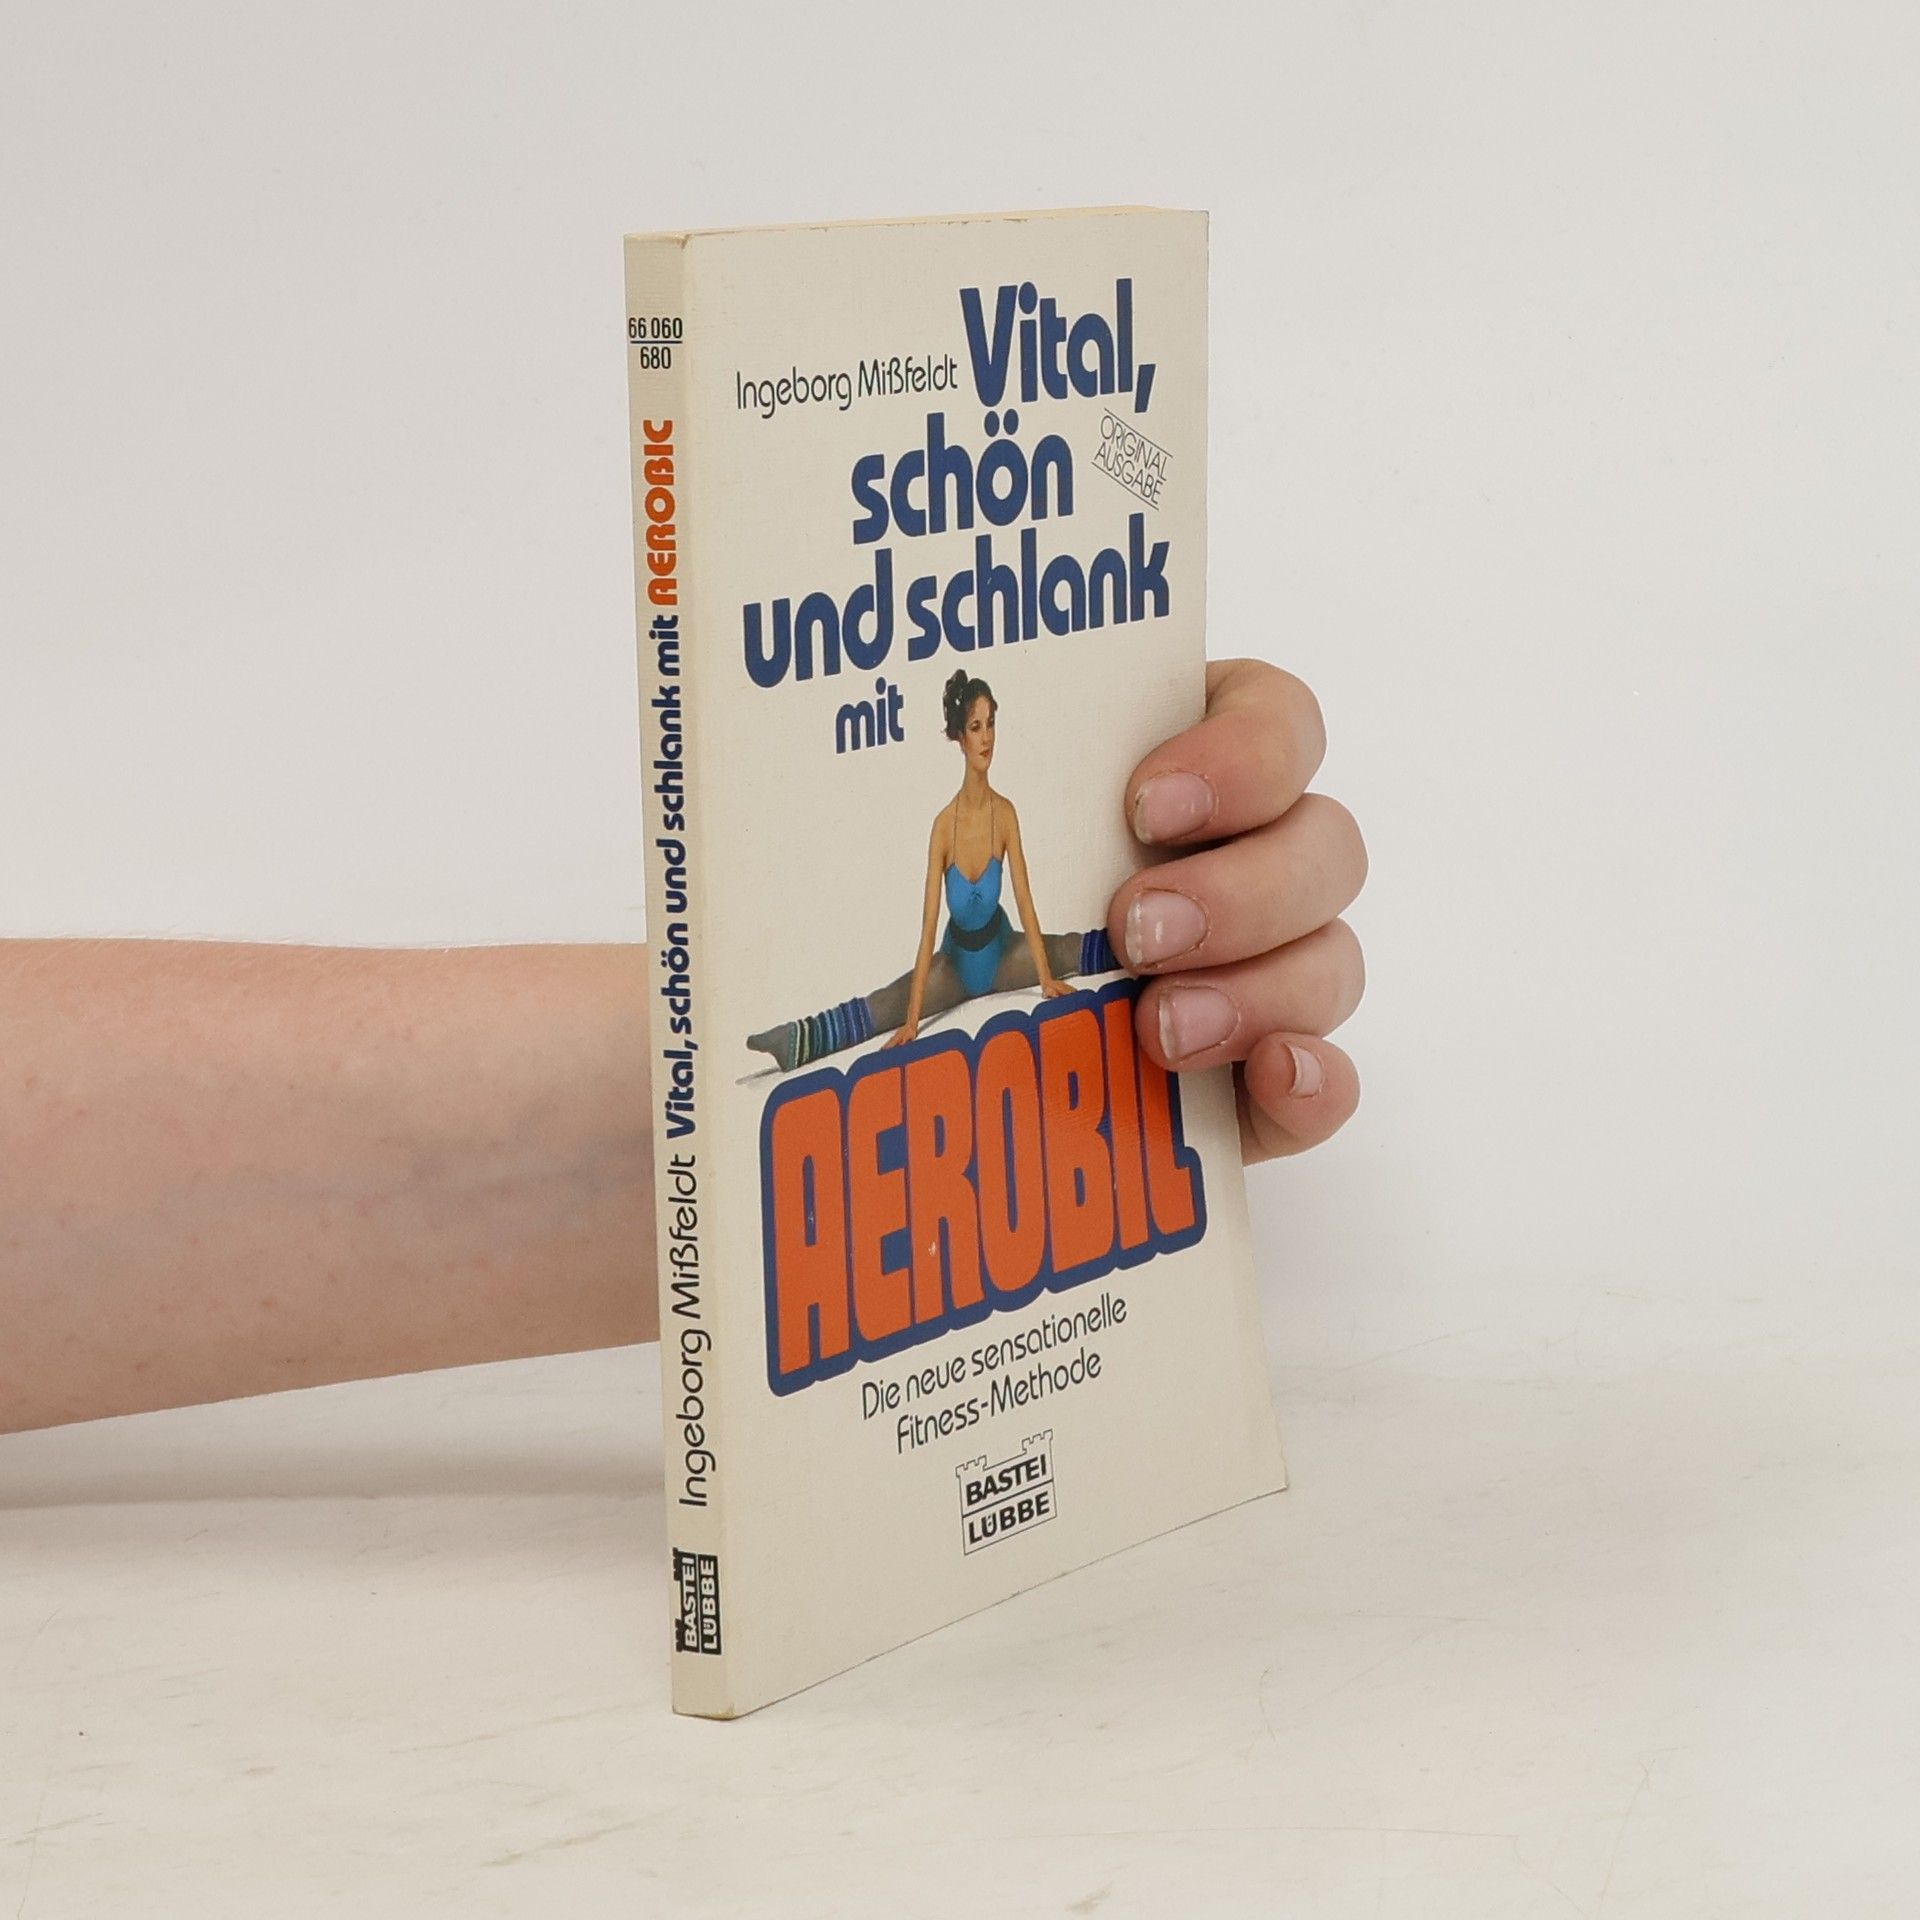 66 060
680
Ingeborg Mißfeldt Vital, schön und schlank mit AEROBIC
BASTEI
LÜBBE
Ingeborg Mißfeldt Vital,
schön
ORIGINAL
AUSGABE
und schlank
mit
AEROBIC
Die neue sensationelle
Fitness-Methode
BASTEI
LÜBBE